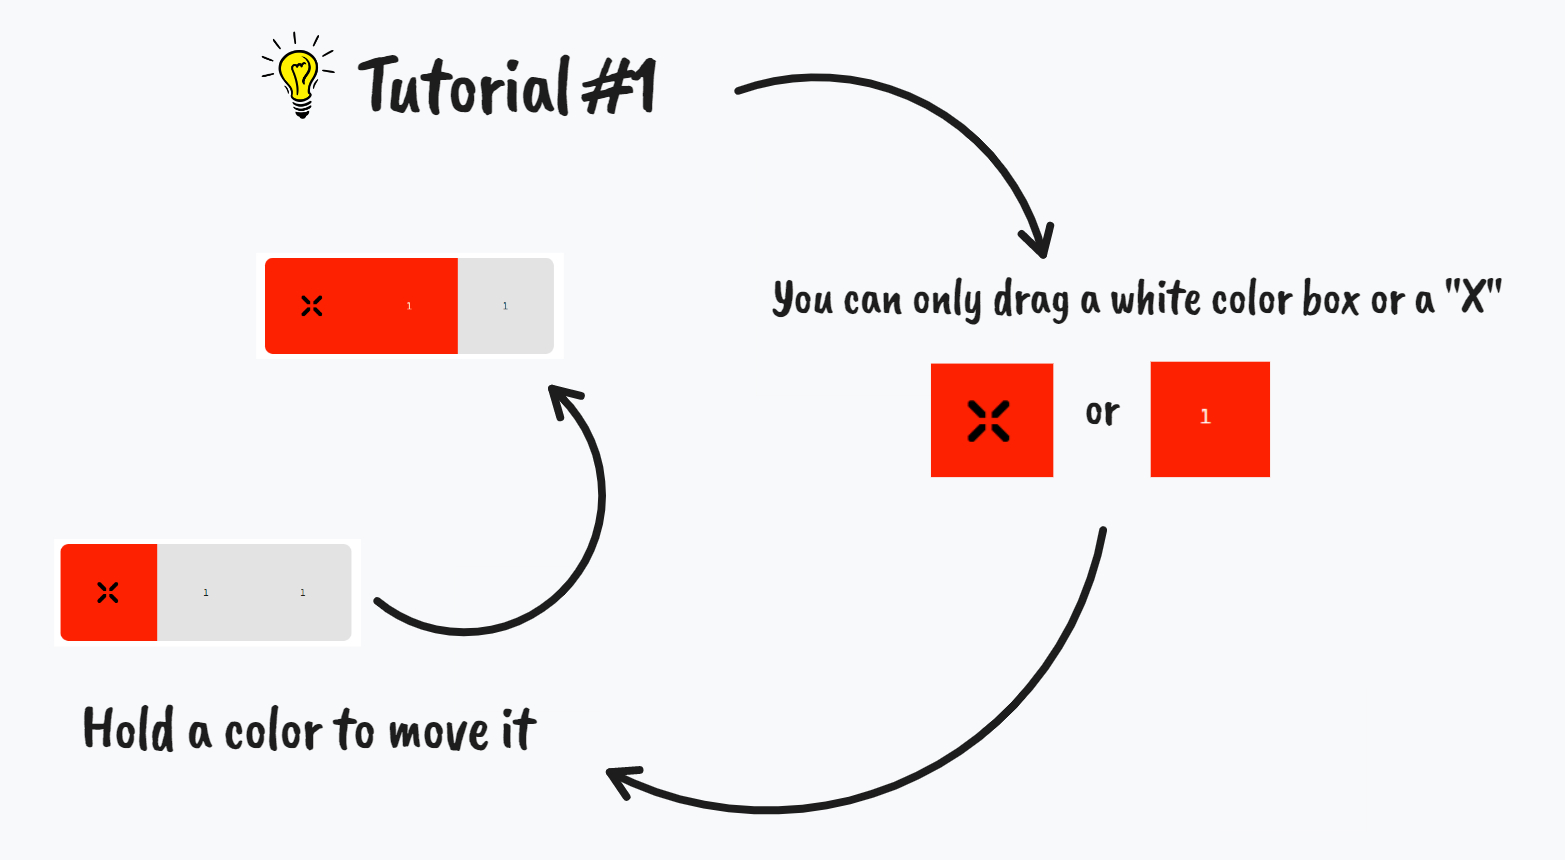 Tutorial #1
You can only drag a white color box or a "X"
or
1
Hold a color to move it
1 1
1 1